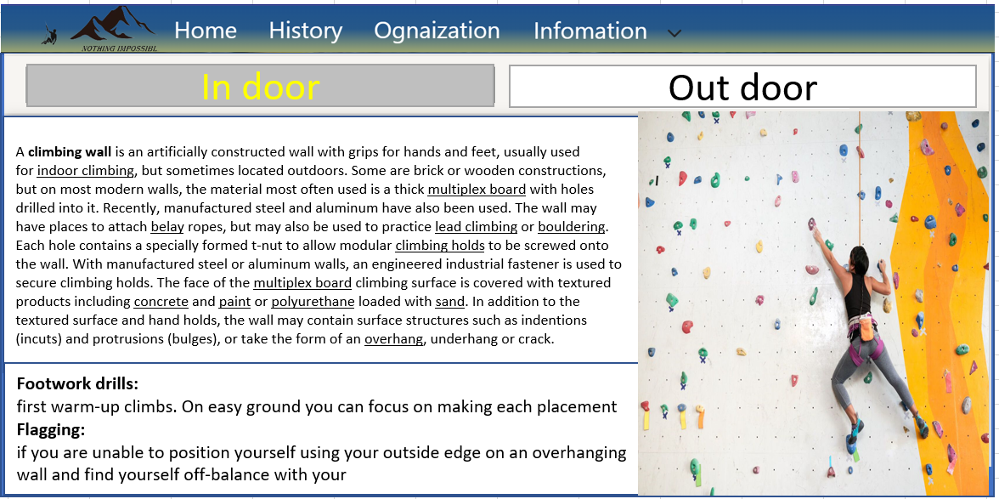 Home History Ognaization Infomation
NOTHING IMPOSSIBL
In door Out door
A climbing wall is an artificially constructed wall with grips for hands and feet, usually used
for indoor climbing, but sometimes located outdoors. Some are brick or wooden constructions,
but on most modern walls, the material most often used is a thick multiplex board with holes
drilled into it. Recently, manufactured steel and aluminum have also been used. The wall may
have places to attach belay ropes, but may also be used to practice lead climbing or bouldering.
Each hole contains a specially formed t-nut to allow modular climbing holds to be screwed onto
the wall. With manufactured steel or aluminum walls, an engineered industrial fastener is used to
secure climbing holds. The face of the multiplex board climbing surface is covered with textured
products including concrete and paint or polyurethane loaded with sand. In addition to the
textured surface and hand holds, the wall may contain surface structures such as indentions
(incuts) and protrusions (bulges), or take the form of an overhang, underhang or crack.
Footwork drills:
first warm-up climbs. On easy ground you can focus on making each placement
Flagging:
if you are unable to position yourself using your outside edge on an overhanging
wall and find yourself off-balance with your